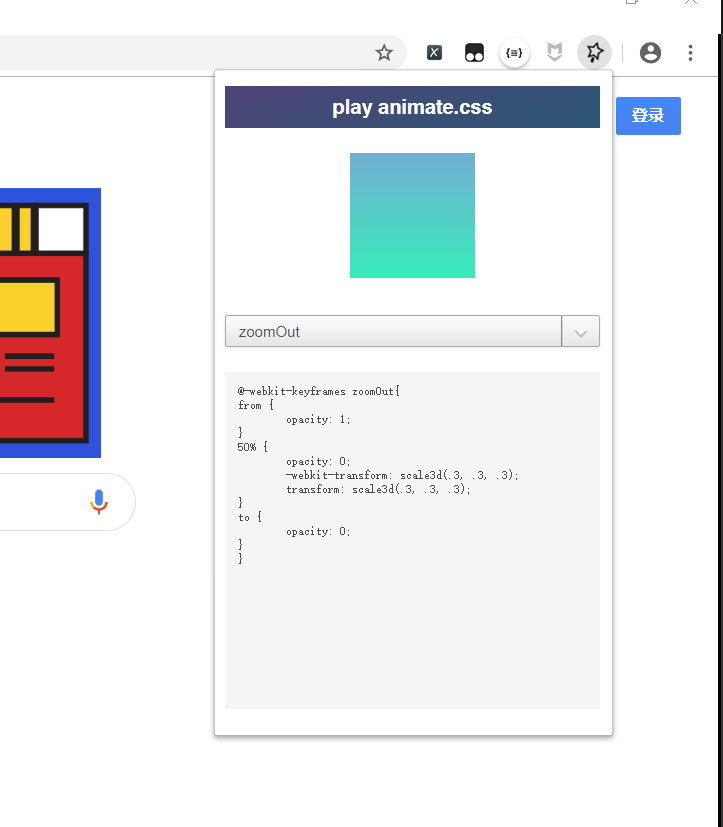 play animate.css
登录
zoomOut
@-webkit-keyframes zoomOut{
from {
opacity: 1;
}
50% {
opacity: 0;
-webkit-transform: scale3d(.3, .3, .3);
transform: scale3d(.3, .3, .3);
}
to {
opacity: 0;
}
}